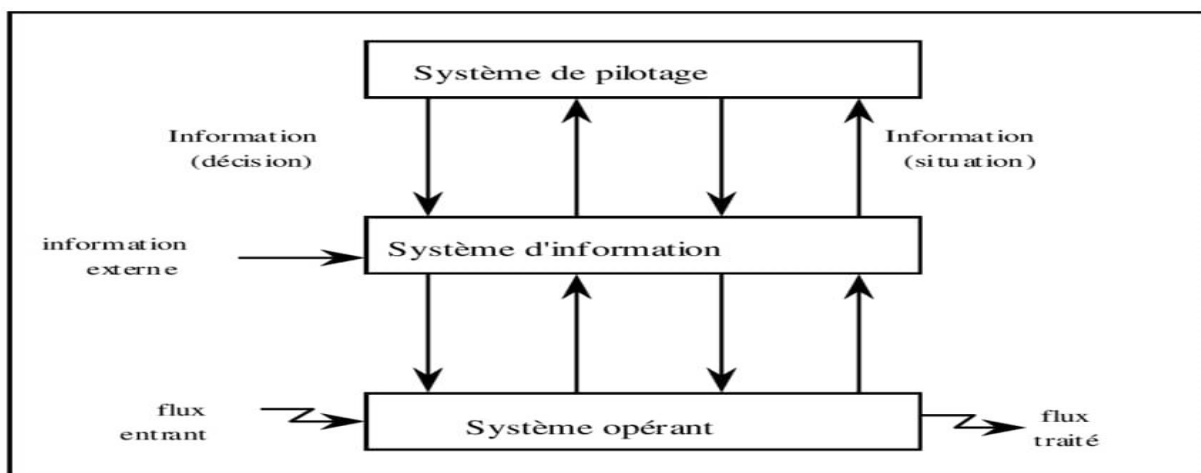 Système de pilotage
Information
(décision)
Information
(situation)
information
externe
Système d'information
flux
entrant
Système opérant
flux
traité